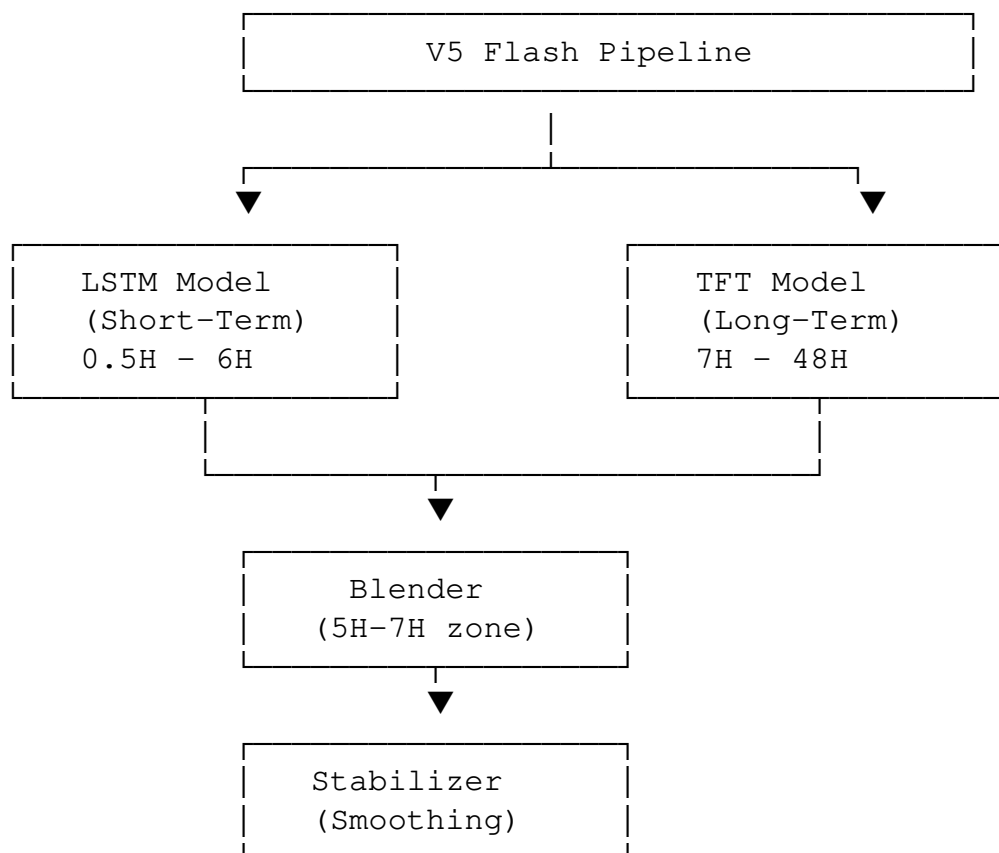 V5 Flash Pipeline
LSTM Model
(Short-Term)
0.5H - 6H
TFT Model
(Long-Term)
7H - 48H
Blender
(5H-7H zone)
Stabilizer
(Smoothing)